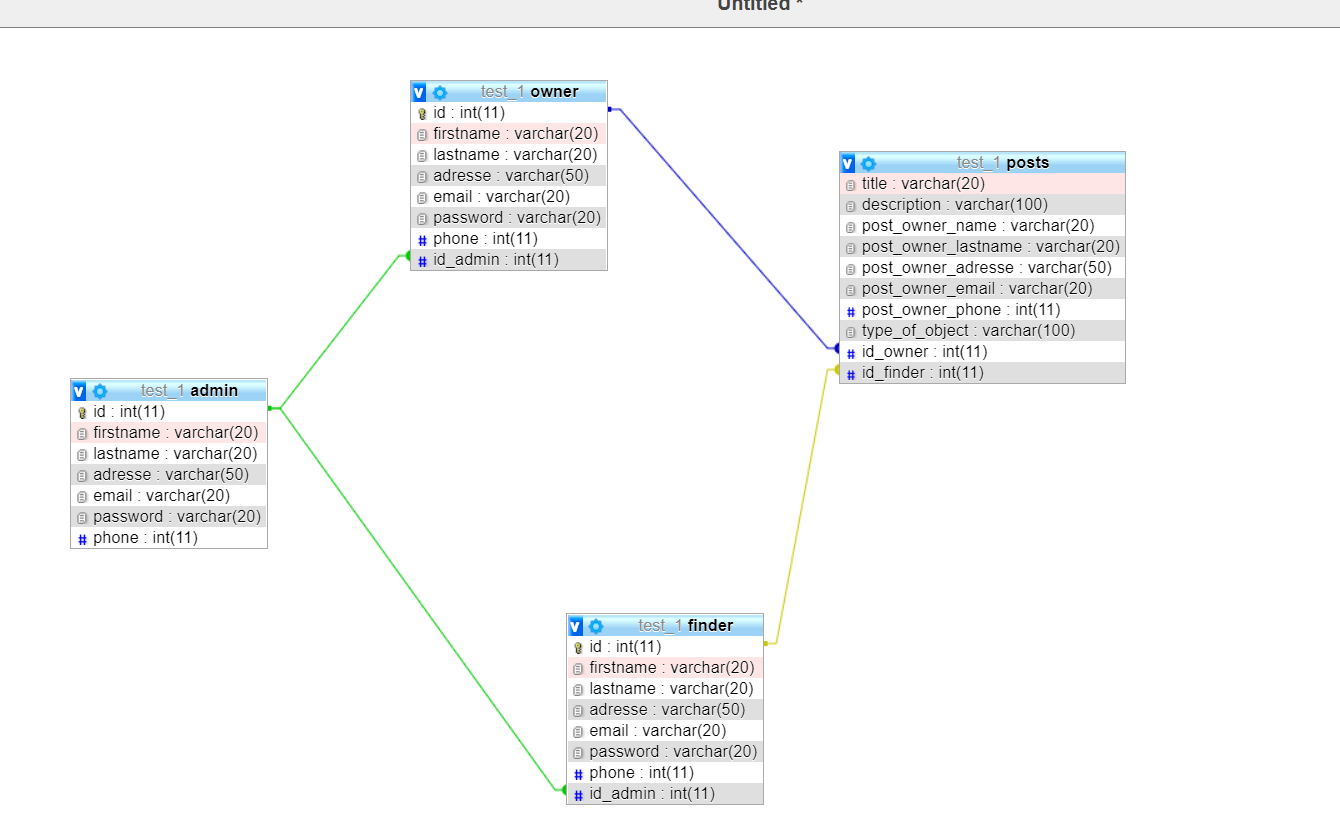 Untitled *
test_1 owner
id : int(11)
firstname : varchar(20)
lastname : varchar(20)
adresse : varchar(50)
email : varchar(20)
password : varchar(20)
phone : int(11)
id_admin : int(11)
test_1 posts
title : varchar(20)
description : varchar(100)
post_owner_name : varchar(20)
post_owner_lastname : varchar(20)
post_owner_adresse : varchar(50)
post_owner_email : varchar(20)
post_owner_phone : int(11)
type_of_object : varchar(100)
id_owner : int(11)
id_finder : int(11)
test_1 admin
id : int(11)
firstname : varchar(20)
lastname : varchar(20)
adresse : varchar(50)
email : varchar(20)
password : varchar(20)
phone : int(11)
test_1 finder
id : int(11)
firstname : varchar(20)
lastname : varchar(20)
adresse : varchar(50)
email : varchar(20)
password : varchar(20)
phone : int(11)
id_admin : int(11)